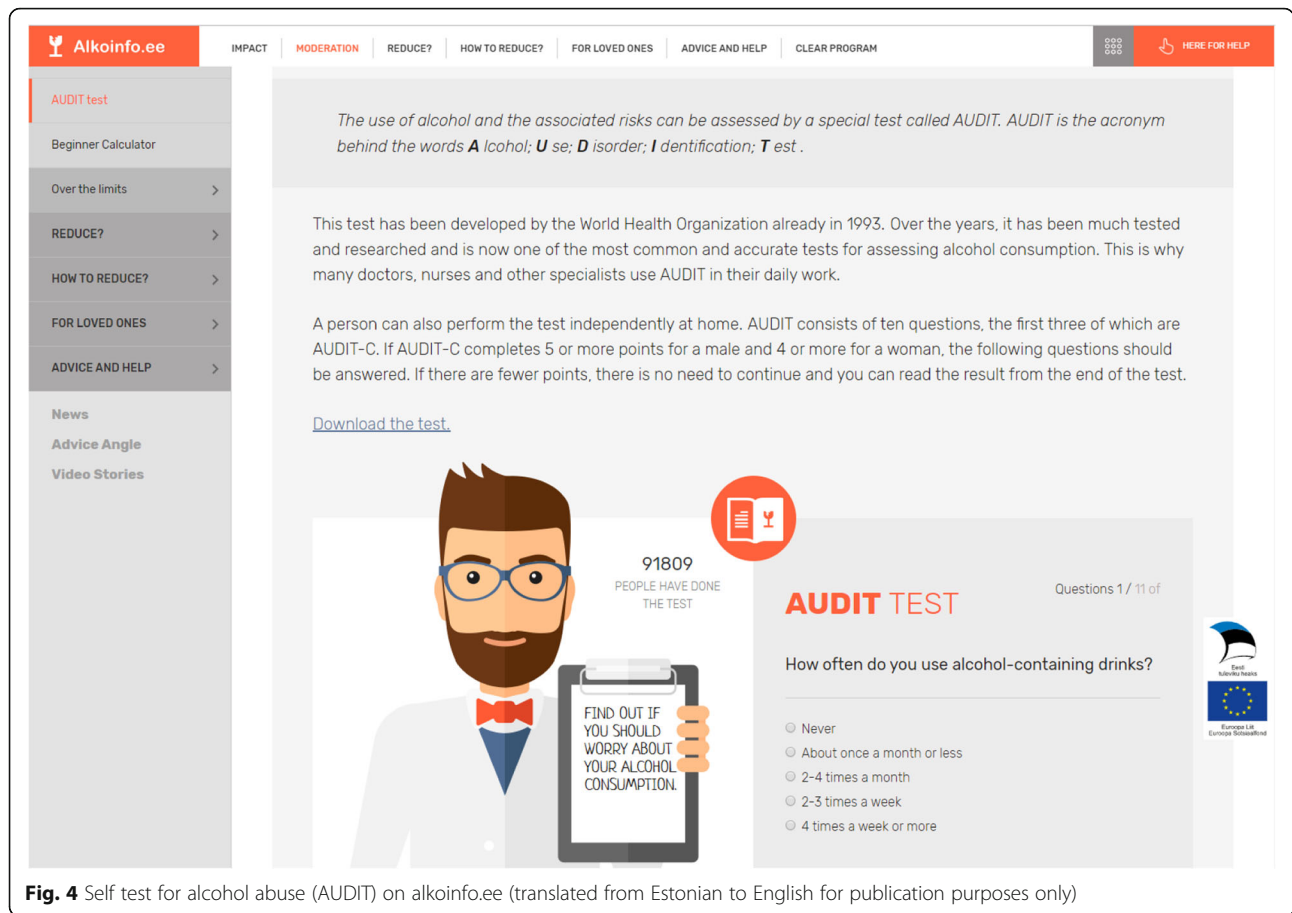 Alkoinfo.ee
IMPACT
MODERATION
REDUCE?
HOW TO REDUCE?
FOR LOVED ONES
ADVICE AND HELP
CLEAR PROGRAM
HERE FOR HELP
AUDIT test
Beginner Calculator
Over the limits
REDUCE?
HOW TO REDUCE?
FOR LOVED ONES
ADVICE AND HELP
News
Advice Angle
Video Stories
The use of alcohol and the associated risks can be assessed by a special test called AUDIT. AUDIT is the acronym
behind the words A lcohol; U se; D isorder; I dentification; T est .
This test has been developed by the World Health Organization already in 1993. Over the years, it has been much tested
and researched and is now one of the most common and accurate tests for assessing alcohol consumption. This is why
many doctors, nurses and other specialists use AUDIT in their daily work.
A person can also perform the test independently at home. AUDIT consists of ten questions, the first three of which are
AUDIT-C. If AUDIT-C completes 5 or more points for a male and 4 or more for a woman, the following questions should
be answered. If there are fewer points, there is no need to continue and you can read the result from the end of the test.
Download the test.
91809
PEOPLE HAVE DONE
THE TEST
FIND OUT IF
YOU SHOULD
WORRY ABOUT
YOUR ALCOHOL
CONSUMPTION.
AUDIT TEST
Questions 1 / 11 of
How often do you use alcohol-containing drinks?
Never
About once a month or less
2-4 times a month
2-3 times a week
4 times a week or more
Eesti
tuleviku heaks
Euroopa Liit
Euroopa Sotsiaalfond
Fig. 4 Self test for alcohol abuse (AUDIT) on alkoinfo.ee (translated from Estonian to English for publication purposes only)